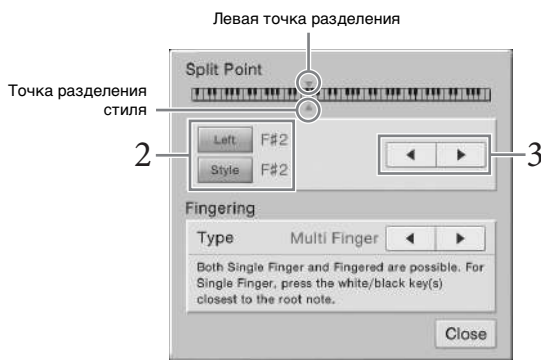 Левая точка разделения
Split Point
Точка разделения
стиля
2
Left F#2
Style F#2
3
Fingering
Type Multi Finger
Both Single Finger and Fingered are possible. For
Single Finger, press the white/black key(s)
closest to the root note.
Close